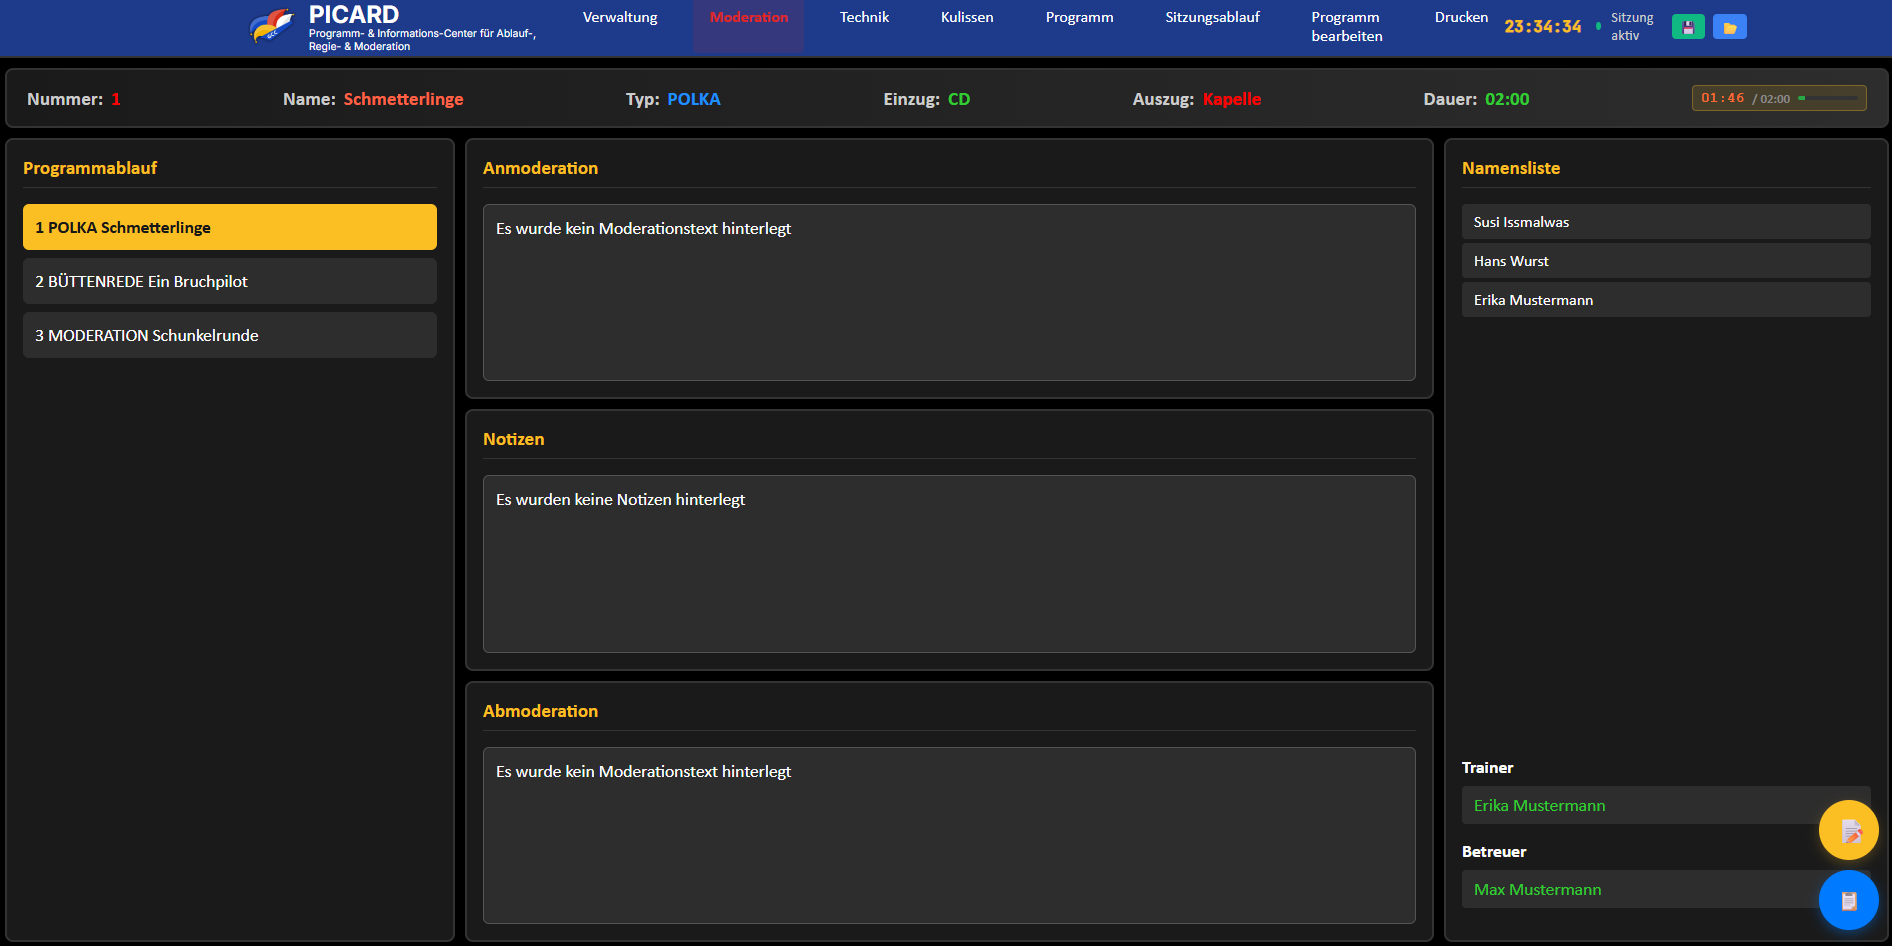 PICARD
Programm- & Informations-Center für Ablauf-,
Regie- & Moderation
GCC
Verwaltung
Moderation
Technik
Kulissen
Programm
Sitzungsablauf
Programm
bearbeiten
Drucken
23:34:34
Sitzung
aktiv
Nummer: 1
Name: Schmetterlinge
Typ: POLKA
Einzug: CD
Auszug: Kapelle
Dauer: 02:00
01:46 / 02:00
Programmablauf
1 POLKA Schmetterlinge
2 BÜTTENREDE Ein Bruchpilot
3 MODERATION Schunkelrunde
Anmoderation
Es wurde kein Moderationstext hinterlegt
Notizen
Es wurden keine Notizen hinterlegt
Abmoderation
Es wurde kein Moderationstext hinterlegt
Namensliste
Susi Issmalwas
Hans Wurst
Erika Mustermann
Trainer
Erika Mustermann
Betreuer
Max Mustermann